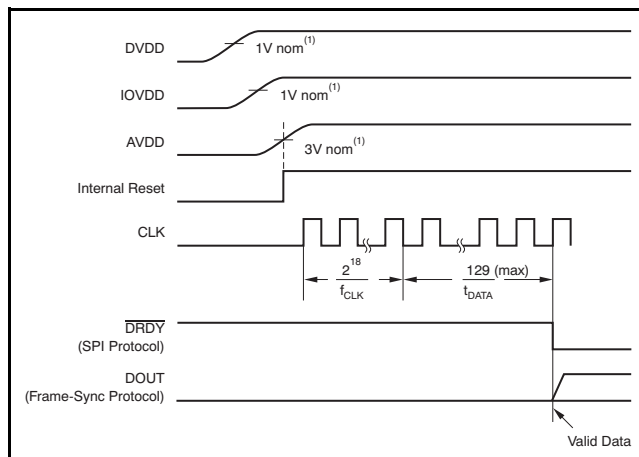 DVDD
1V nom(1)
IOVDD
1V nom(1)
AVDD
3V nom(1)
Internal Reset
CLK
2^18
f_CLK
129 (max)
t_DATA
DRDY
(SPI Protocol)
DOUT
(Frame-Sync Protocol)
Valid Data